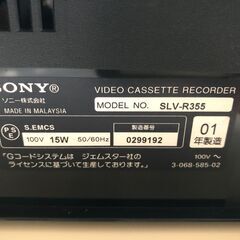 SONY®
VIDEO CASSETTE RECORDER
ソニー株式会社
MADE IN MALAYSIA
MODEL NO. SLV-R355
PSE
S.EMCS
100V 15W 50/60Hz
製造番号
0299192
01
年製造
「Gコードシステムは ジェムスター社の
ライセンスに基づいて生産しております。」
100V ～
3-068-585-02